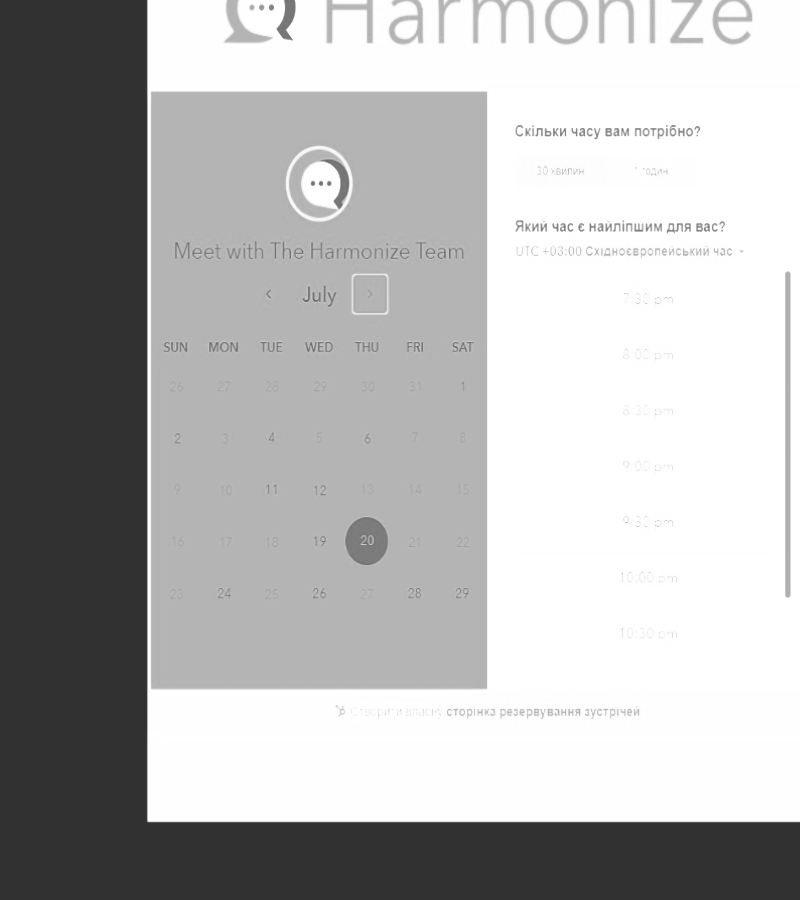 Harmonize
Meet with The Harmonize Team
July
SUN MON TUE WED THU FRI SAT
26 27 28 29 30 31 1
2 3 4 5 6 7 8
9 10 11 12 13 14 15
16 17 18 19 20 21 22
23 24 25 26 27 28 29
Скільки часу вам потрібно?
30 хвилин 1 годин
Який час є найліпшим для вас?
UTC +03:00 Східноєвропейський час
7:30 pm
8:00 pm
8:30 pm
9:00 pm
9:30 pm
10:00 pm
10:30 pm
Створити власну сторінка резервування зустрічей